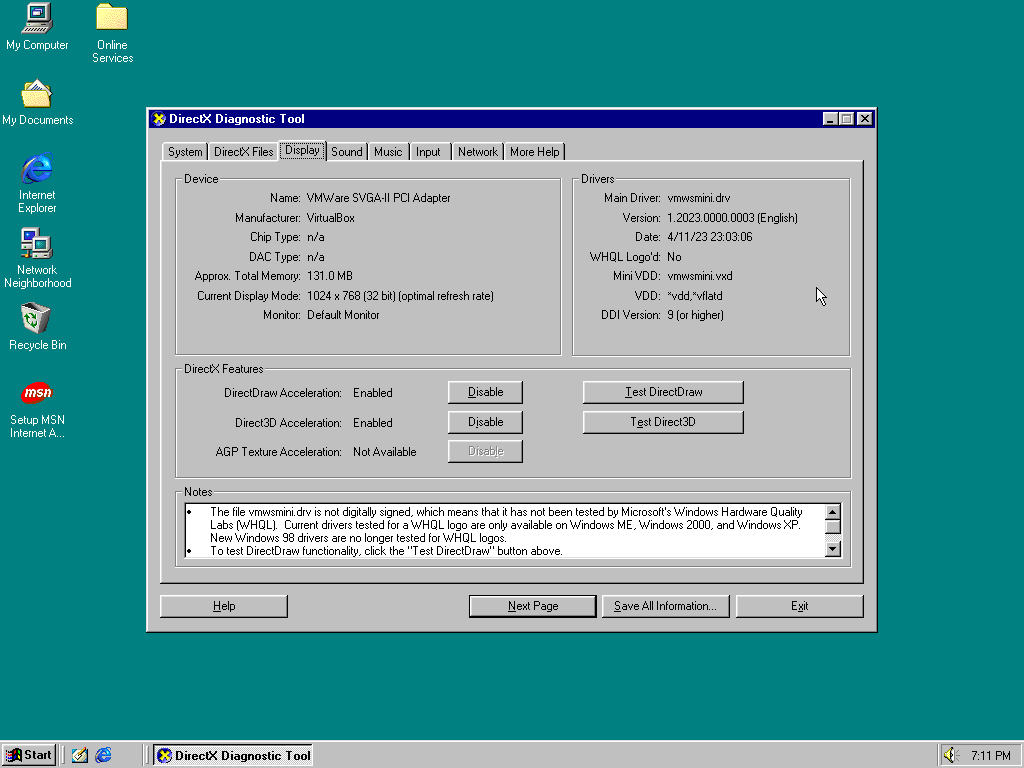 My Computer
Online
Services
My Documents
Internet
Explorer
Network
Neighborhood
Recycle Bin
msn
Setup MSN
Internet A...
DirectX Diagnostic Tool
System DirectX Files Display Sound Music Input Network More Help
Device
Name: VMWare SVGA-II PCI Adapter
Manufacturer: VirtualBox
Chip Type: n/a
DAC Type: n/a
Approx. Total Memory: 131.0 MB
Current Display Mode: 1024 x 768 (32 bit) (optimal refresh rate)
Monitor: Default Monitor
Drivers
Main Driver: vmwsmini.drv
Version: 1.2023.0000.0003 (English)
Date: 4/11/23 23:03:06
WHQL Logo'd: No
Mini VDD: vmwsmini.vxd
VDD: *vdd,*vflatd
DDI Version: 9 (or higher)
DirectX Features
DirectDraw Acceleration: Enabled Disable Test DirectDraw
Direct3D Acceleration: Enabled Disable Test Direct3D
AGP Texture Acceleration: Not Available Disable
Notes
• The file vmwsmini.drv is not digitally signed, which means that it has not been tested by Microsoft's Windows Hardware Quality
Labs (WHQL). Current drivers tested for a WHQL logo are only available on Windows ME, Windows 2000, and Windows XP.
New Windows 98 drivers are no longer tested for WHQL logos.
• To test DirectDraw functionality, click the "Test DirectDraw" button above.
Help Next Page Save All Information... Exit
Start DirectX Diagnostic Tool 7:11 PM